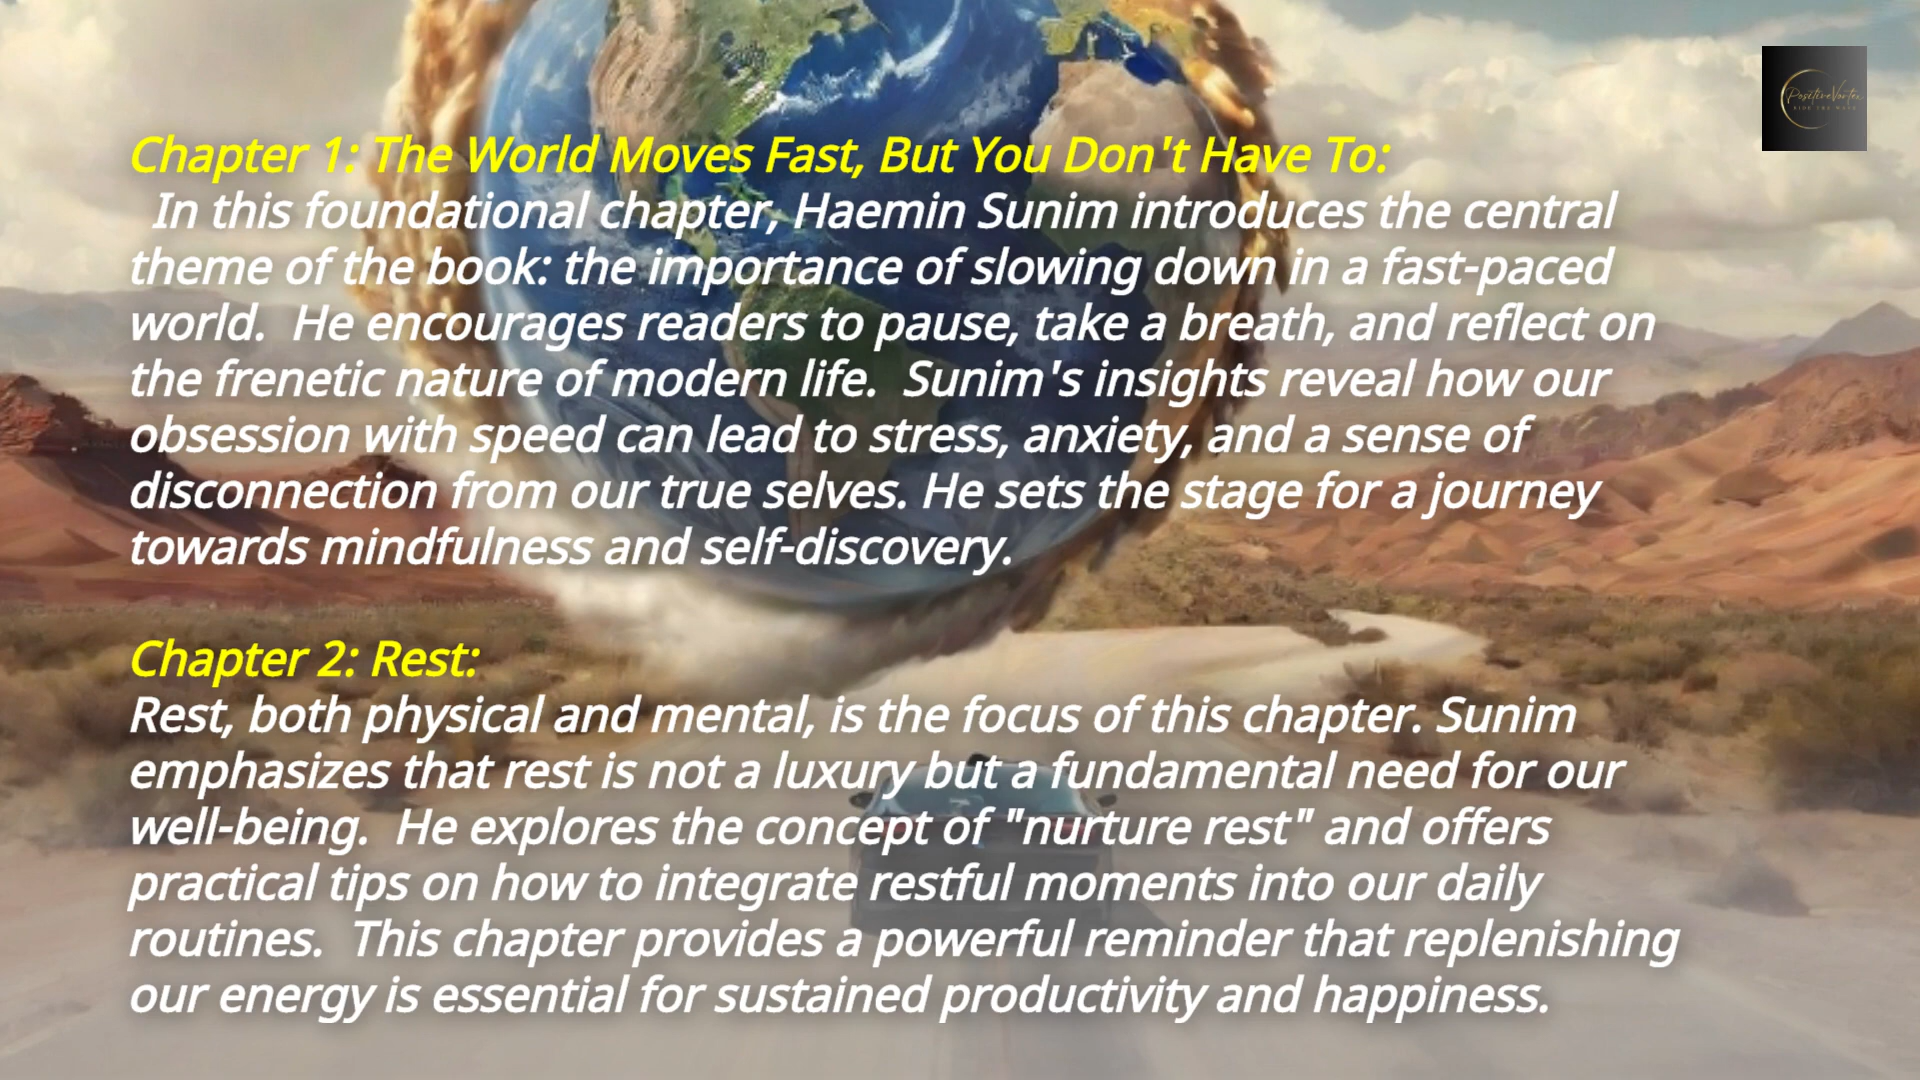 PositiveVortex
RIDE THE WAVE
Chapter 1: The World Moves Fast, But You Don't Have To:
In this foundational chapter, Haemin Sunim introduces the central
theme of the book: the importance of slowing down in a fast-paced
world.  He encourages readers to pause, take a breath, and reflect on
the frenetic nature of modern life.  Sunim's insights reveal how our
obsession with speed can lead to stress, anxiety, and a sense of
disconnection from our true selves. He sets the stage for a journey
towards mindfulness and self-discovery.
Chapter 2: Rest:
Rest, both physical and mental, is the focus of this chapter. Sunim
emphasizes that rest is not a luxury but a fundamental need for our
well-being.  He explores the concept of "nurture rest" and offers
practical tips on how to integrate restful moments into our daily
routines.  This chapter provides a powerful reminder that replenishing
our energy is essential for sustained productivity and happiness.